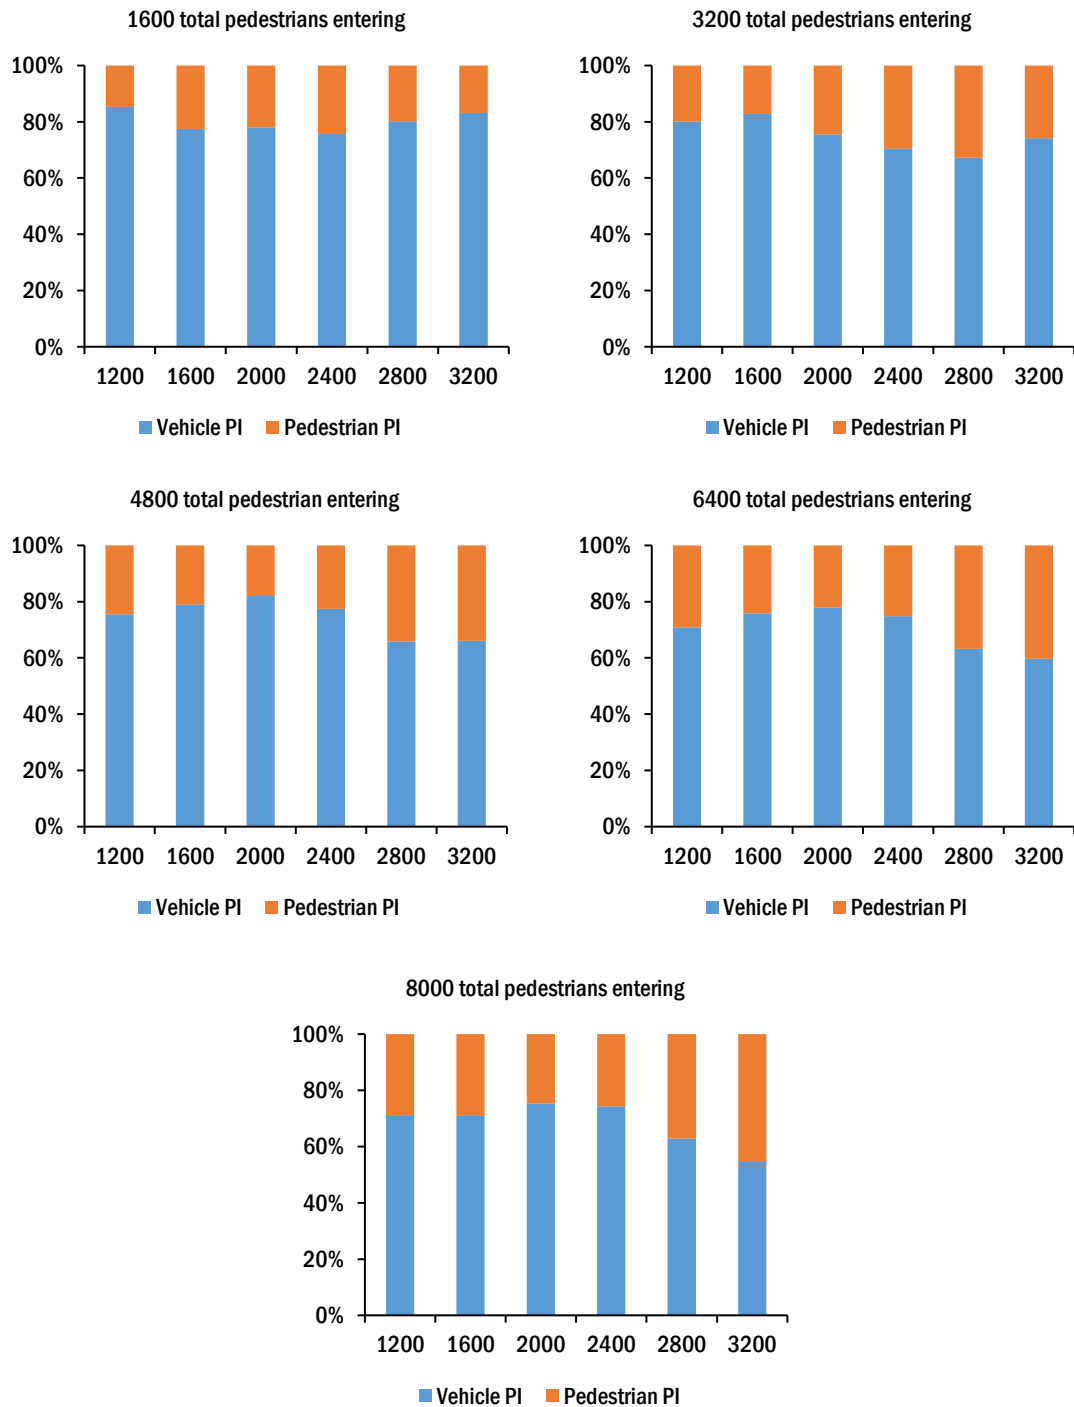 1600 total pedestrians entering
100%
80%
60%
40%
20%
0%
1200 1600 2000 2400 2800 3200
Vehicle PI Pedestrian PI
3200 total pedestrians entering
100%
80%
60%
40%
20%
0%
1200 1600 2000 2400 2800 3200
Vehicle PI Pedestrian PI
4800 total pedestrian entering
100%
80%
60%
40%
20%
0%
1200 1600 2000 2400 2800 3200
Vehicle PI Pedestrian PI
6400 total pedestrians entering
100%
80%
60%
40%
20%
0%
1200 1600 2000 2400 2800 3200
Vehicle PI Pedestrian PI
8000 total pedestrians entering
100%
80%
60%
40%
20%
0%
1200 1600 2000 2400 2800 3200
Vehicle PI Pedestrian PI